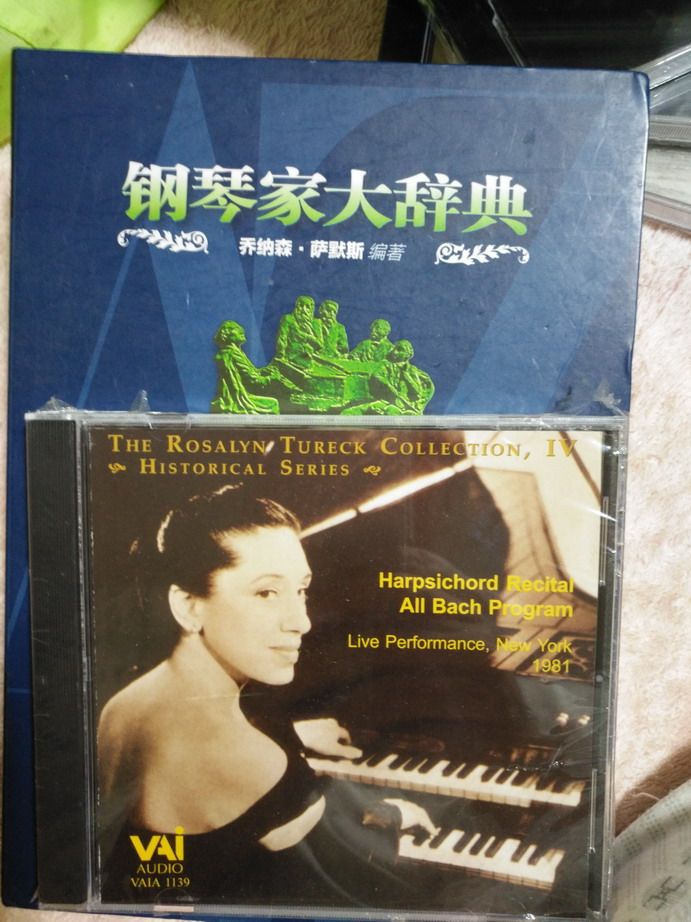 钢琴家大辞典
乔纳森·萨默斯 编著
THE ROSALYN TURECK COLLECTION, IV
HISTORICAL SERIES
Harpsichord Recital
All Bach Program
Live Performance, New York
1981
VAI
AUDIO
VAIA 1139